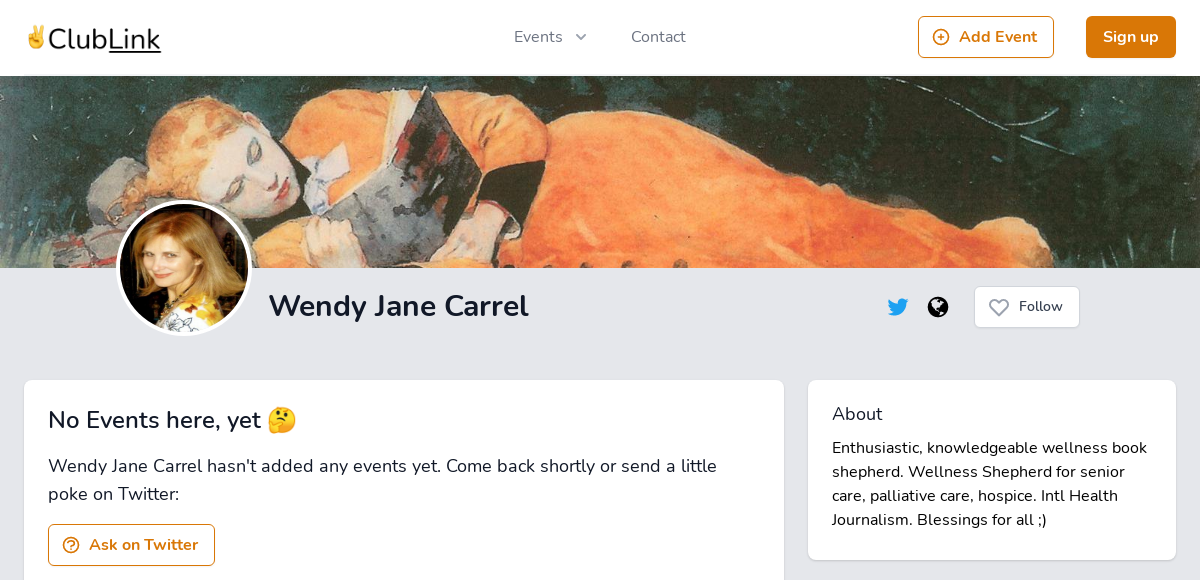 ✌️ClubLink
Events
Contact
Add Event
Sign up
Wendy Jane Carrel
Follow
No Events here, yet 🤔
Wendy Jane Carrel hasn't added any events yet. Come back shortly or send a little
poke on Twitter:
Ask on Twitter
About
Enthusiastic, knowledgeable wellness book
shepherd. Wellness Shepherd for senior
care, palliative care, hospice. Intl Health
Journalism. Blessings for all ;)